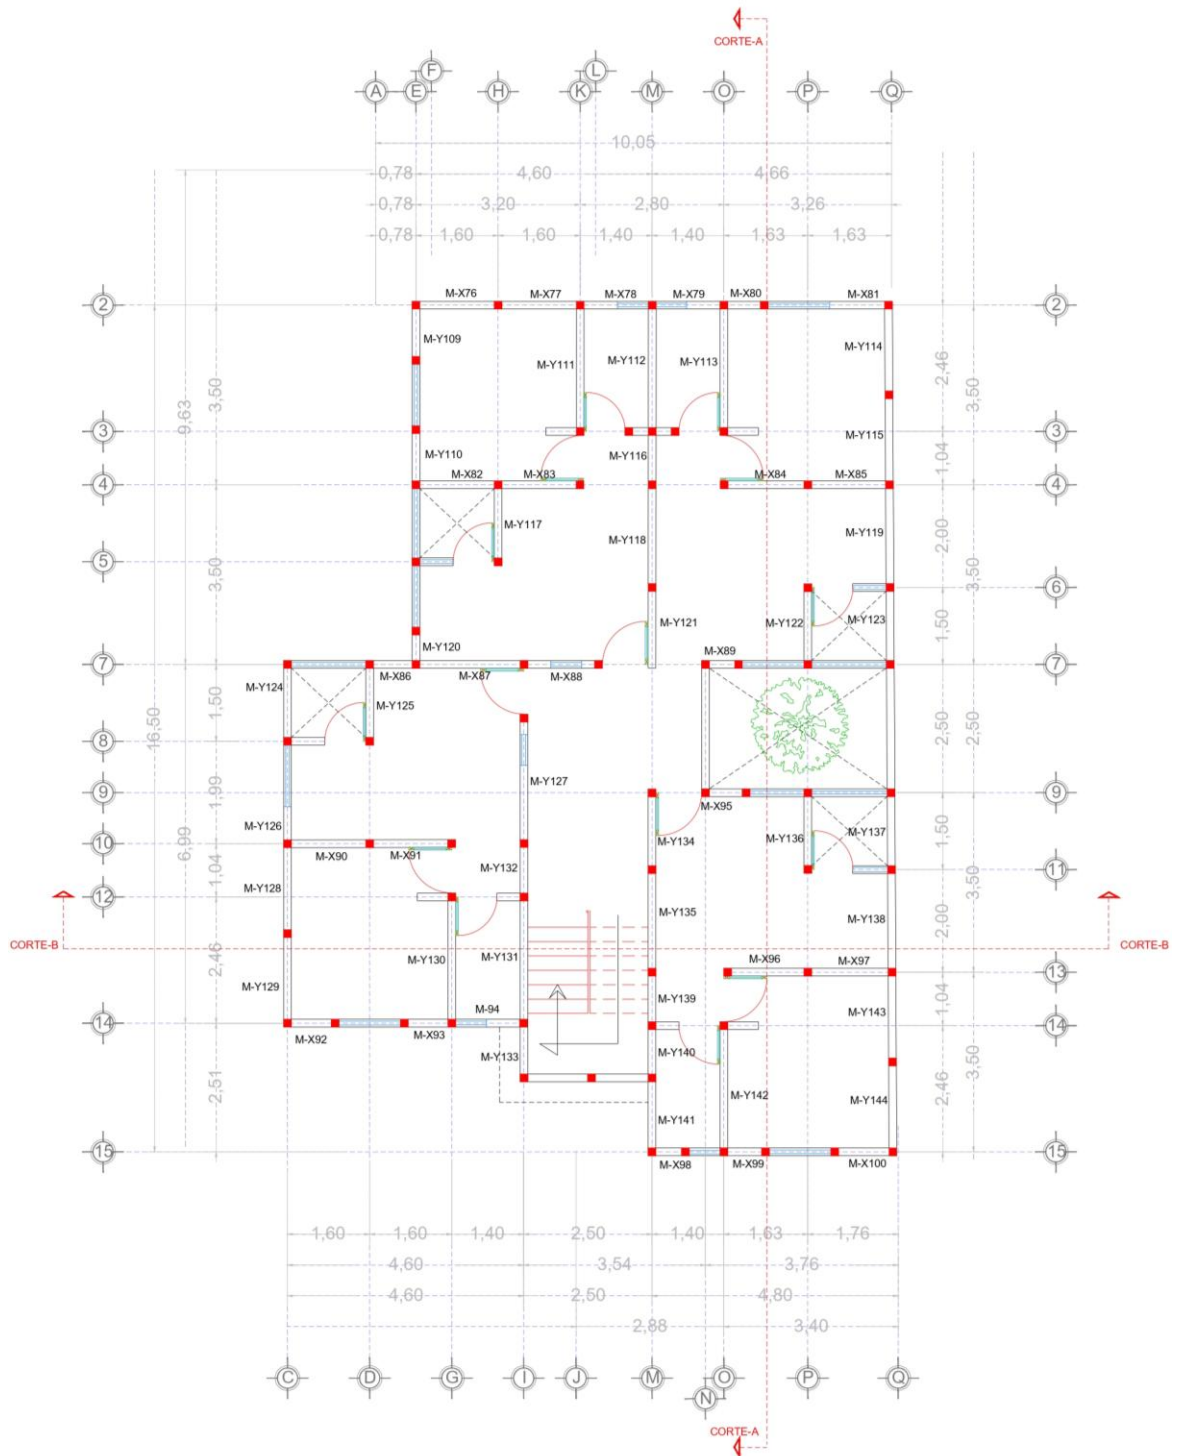 CORTE-A
F L
A E H K M O P Q
10,05
0,78 4,60 4,66
0,78 3,20 2,80 3,26
0,78 1,60 1,60 1,40 1,40 1,63 1,63
M-X76 M-X77 M-X78 M-X79 M-X80 M-X81
2 2
M-Y109 M-Y111 M-Y112 M-Y113 M-Y114
2,46
3,50 3,50
9,63
3 3
M-Y110 M-Y116 M-Y115
1,04
M-X82 M-X83 M-X84 M-X85
4 4
M-Y117 M-Y118 M-Y119
2,00
5
3,50 3,50
6
M-Y120 M-Y121 M-Y122 M-Y123
1,50
7 M-X86 M-X87 M-X88 M-X89 7
M-Y124 M-Y125
1,50
16,50
2,50 2,50
8
M-Y127
1,99
9 9
M-X95
M-Y126 M-Y134 M-Y136 M-Y137
1,50
6,99
10
M-X90 M-X91
M-Y128 M-Y132
1,04
11
3,50
12
M-Y135 M-Y138
2,00
CORTE-B CORTE-B
M-Y130 M-Y131
2,46
M-X96 M-X97
13
M-Y129 M-94 M-Y139 M-Y143
1,04
14 14
M-X92 M-X93
M-Y133 M-Y140
3,50
2,51
M-Y141 M-Y142 M-Y144
2,46
15 15
M-X98 M-X99 M-X100
1,60 1,60 1,40 2,50 1,40 1,63 1,76
4,60 3,54 3,76
4,60 2,50 4,80
2,88 3,40
C D G I J M O P Q
N
CORTE-A